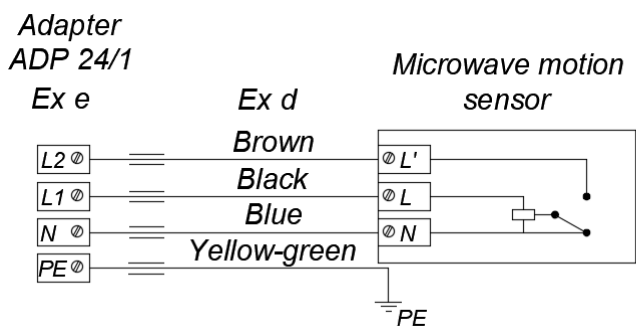 Adapter
ADP 24/1
Ex e
Ex d
Microwave motion
sensor
L2
Brown
L'
L1
Black
L
N
Blue
N
PE
Yellow-green
PE